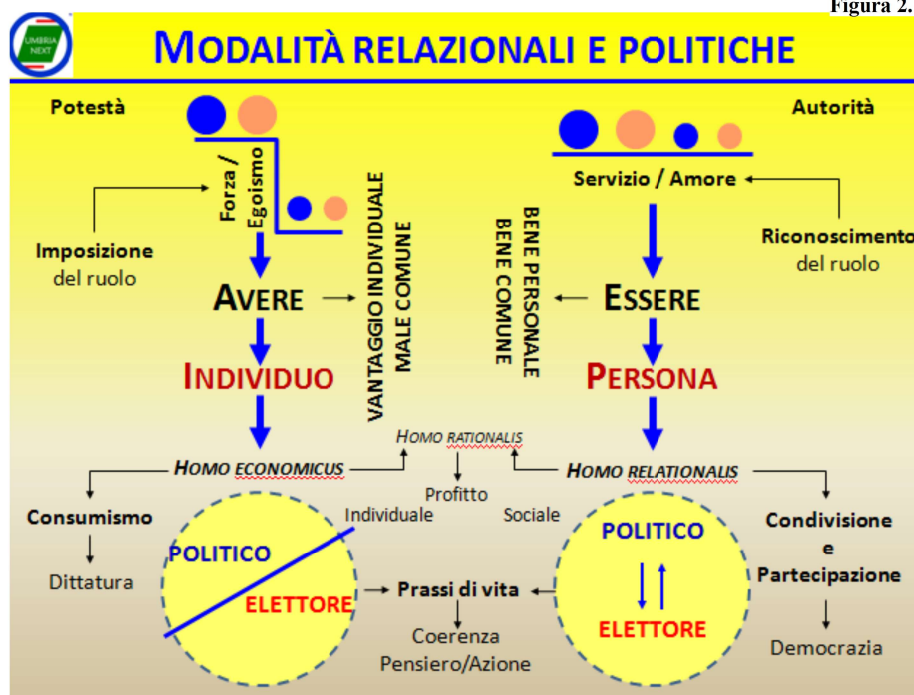 Figura 2.
UMBRIA
NEXT
MODALITÀ RELAZIONALI E POLITICHE
Potestà
Autorità
Forza /
Egoismo
Servizio / Amore
Imposizione
del ruolo
Riconoscimento
del ruolo
AVERE
VANTAGGIO INDIVIDUALE
MALE COMUNE
BENE PERSONALE
BENE COMUNE
ESSERE
INDIVIDUO
PERSONA
HOMO RATIONALIS
HOMO ECONOMICUS
HOMO RELATIONALIS
Profitto
Individuale
Sociale
Consumismo
Dittatura
POLITICO
ELETTORE
Prassi di vita
Coerenza
Pensiero/Azione
POLITICO
ELETTORE
Condivisione
e
Partecipazione
Democrazia